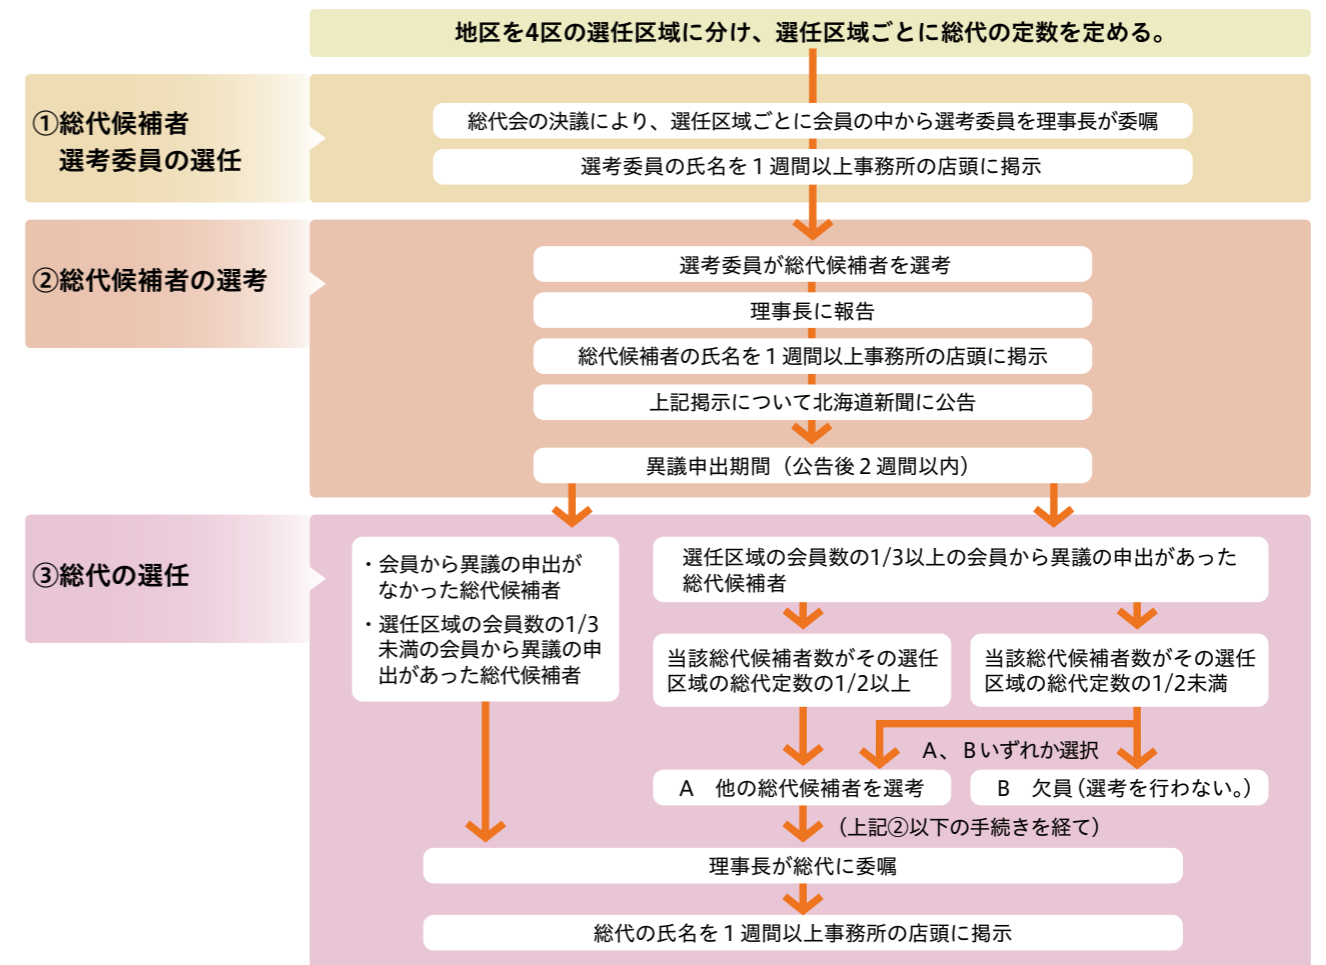 地区を4区の選任区域に分け、選任区域ごとに総代の定数を定める。
①総代候補者
選考委員の選任
総代会の決議により、選任区域ごとに会員の中から選考委員を理事長が委嘱
選考委員の氏名を1週間以上事務所の店頭に掲示
②総代候補者の選考
選考委員が総代候補者を選考
理事長に報告
総代候補者の氏名を1週間以上事務所の店頭に掲示
上記掲示について北海道新聞に公告
異議申出期間（公告後2週間以内）
③総代の選任
・会員から異議の申出が
なかった総代候補者
・選任区域の会員数の1/3
未満の会員から異議の申
出があった総代候補者
選任区域の会員数の1/3以上の会員から異議の申出があった
総代候補者
当該総代候補者数がその選任
区域の総代定数の1/2以上
当該総代候補者数がその選任
区域の総代定数の1/2未満
A、Bいずれか選択
A　他の総代候補者を選考
B　欠員（選考を行わない。）
（上記②以下の手続きを経て）
理事長が総代に委嘱
総代の氏名を1週間以上事務所の店頭に掲示